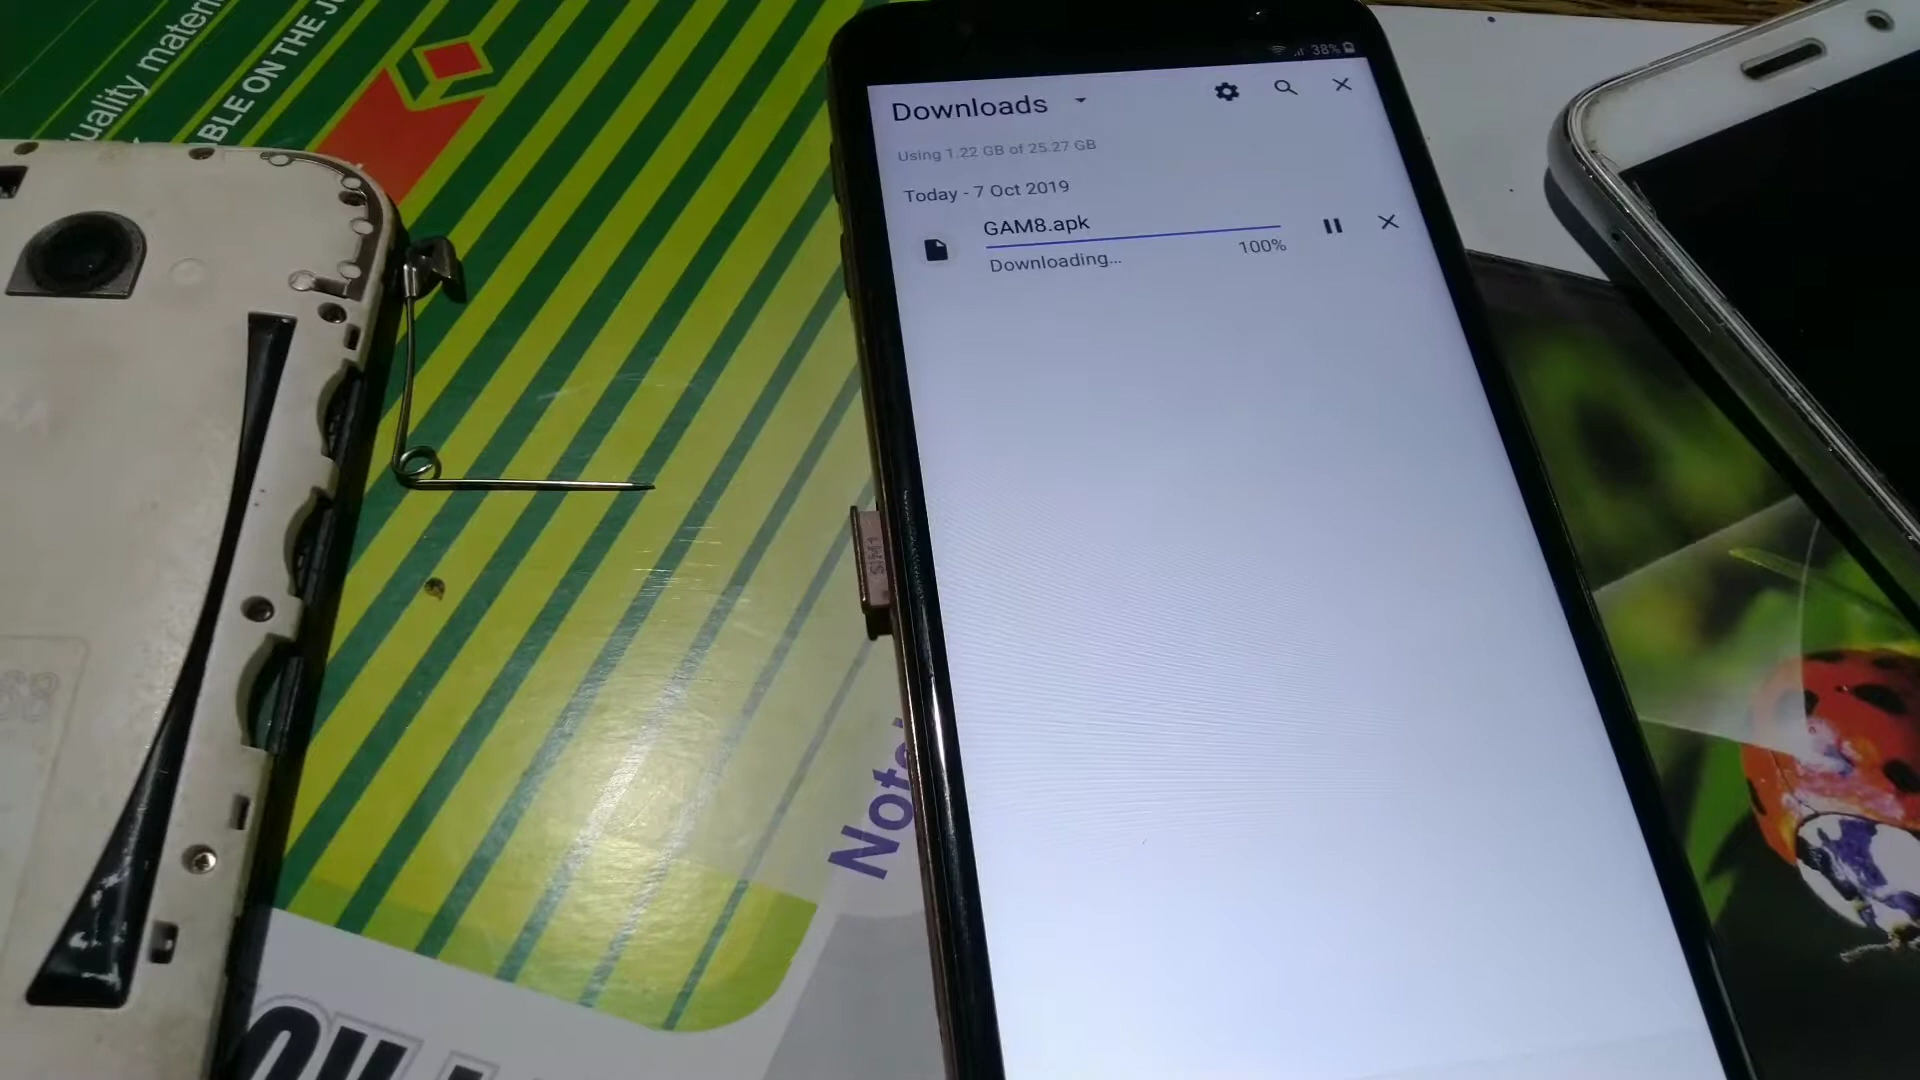 uality materi
BLE ON THE J
38%
Downloads
Using 1.22 GB of 25.27 GB
Today - 7 Oct 2019
GAM8.apk
100%
Downloading...
SIM1
Note